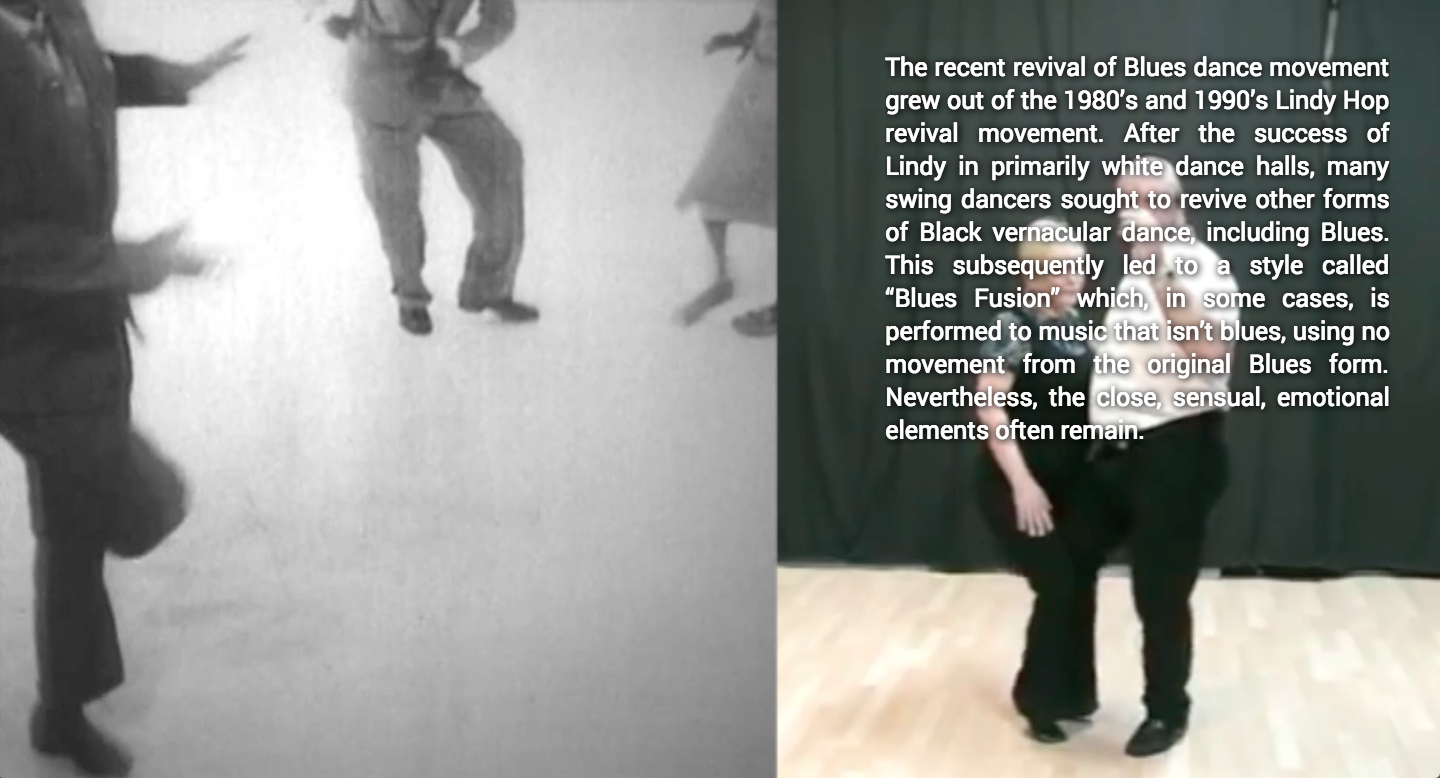 The recent revival of Blues dance movement
grew out of the 1980’s and 1990’s Lindy Hop
revival movement. After the success of
Lindy in primarily white dance halls, many
swing dancers sought to revive other forms
of Black vernacular dance, including Blues.
This subsequently led to a style called
“Blues Fusion” which, in some cases, is
performed to music that isn’t blues, using no
movement from the original Blues form.
Nevertheless, the close, sensual, emotional
elements often remain.